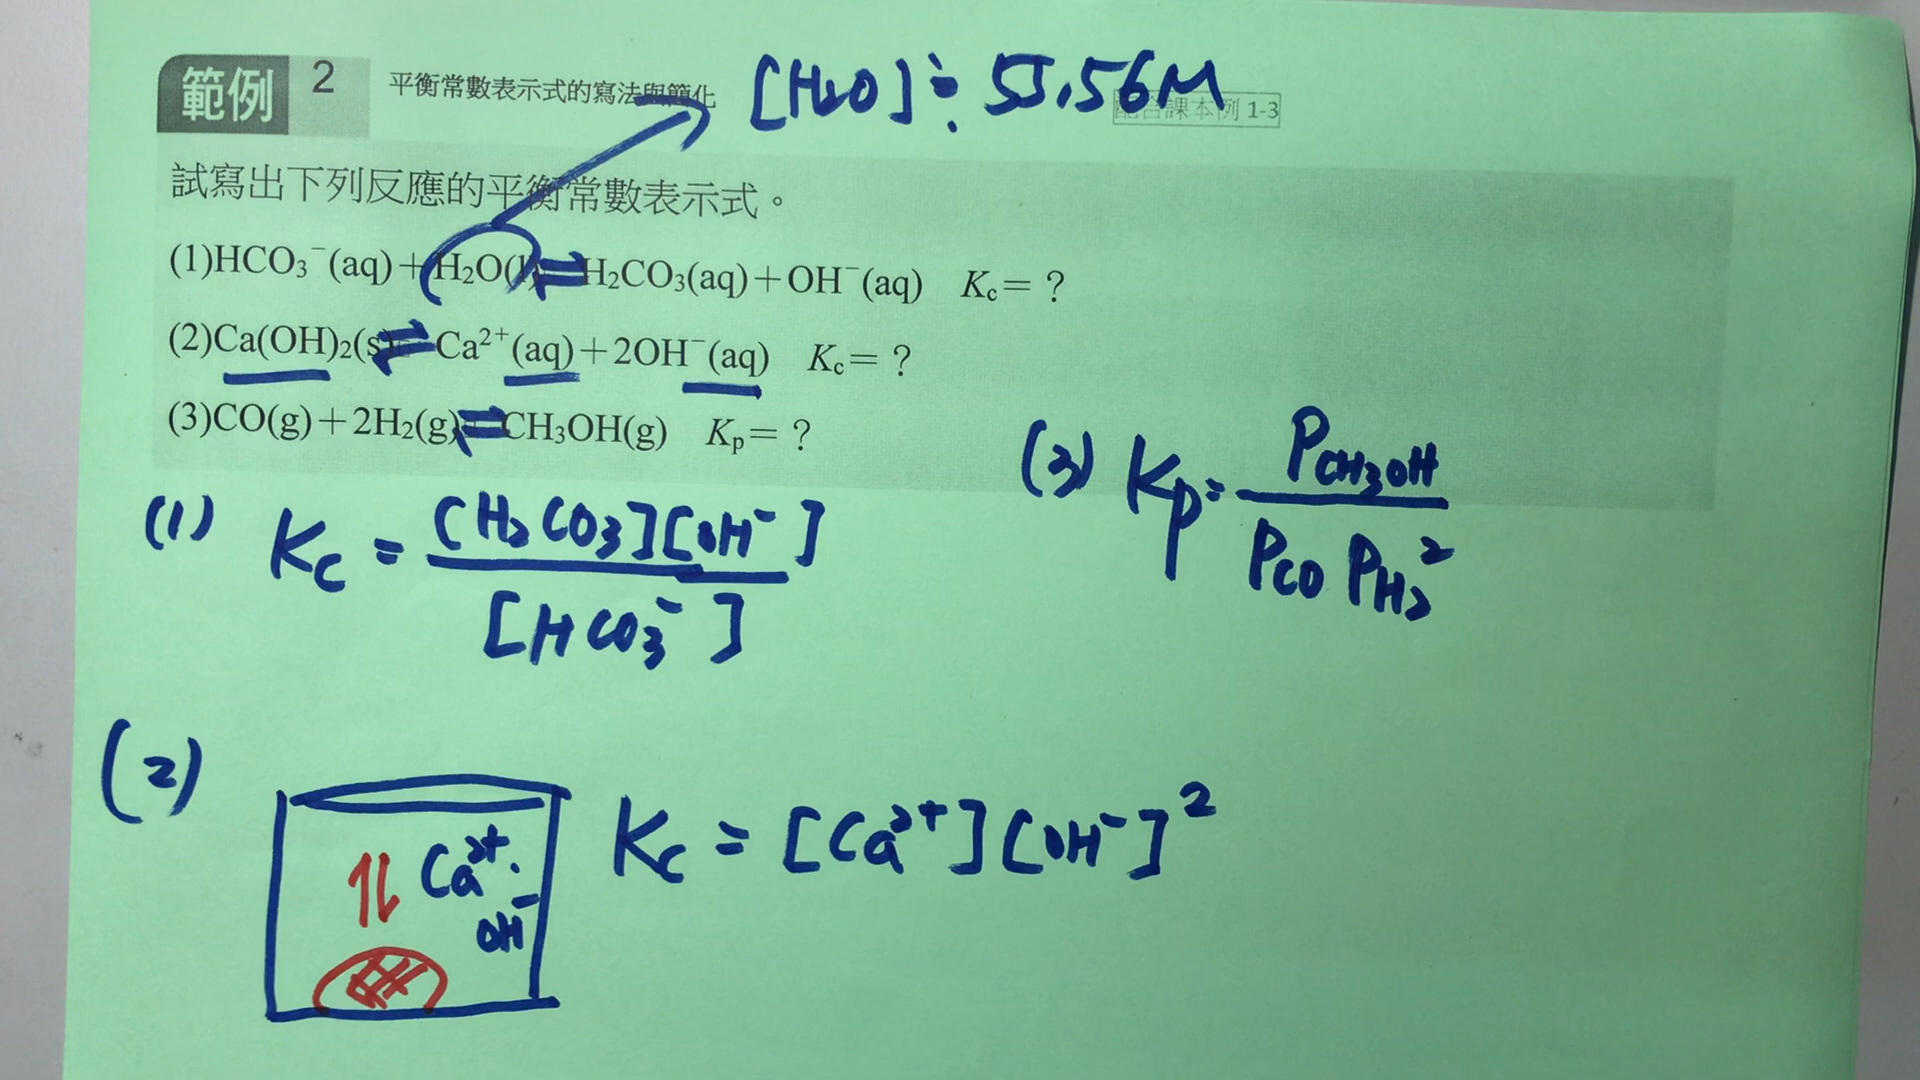 範例 2 平衡常數表示式的寫法與簡化 [H2O]≒55.56M
配合課本例 1-3
試寫出下列反應的平衡常數表示式。
(1)HCO₃⁻(aq)+H₂O(l)⇌H₂CO₃(aq)+OH⁻(aq) Kc=?
(2)Ca(OH)₂(s)⇌Ca²⁺(aq)+2OH⁻(aq) Kc=?
(3)CO(g)+2H₂(g)⇌CH₃OH(g) Kp=?
(1) Kc = [H₂CO₃][OH⁻]
[HCO₃⁻]
(3) Kp = P CH₃OH
P CO P H₂ ²
(2)
Kc = [Ca²⁺][OH⁻]²
Ca²⁺.
OH⁻